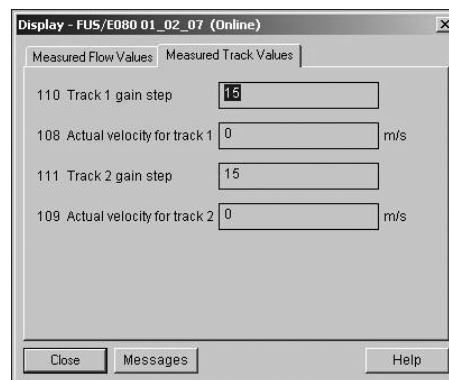 Display - FUS/E080 01_02_07 (Online)
Measured Flow Values Measured Track Values
110 Track 1 gain step 15
108 Actual velocity for track 1 0 m/s
111 Track 2 gain step 15
109 Actual velocity for track 2 0 m/s
Close Messages Help